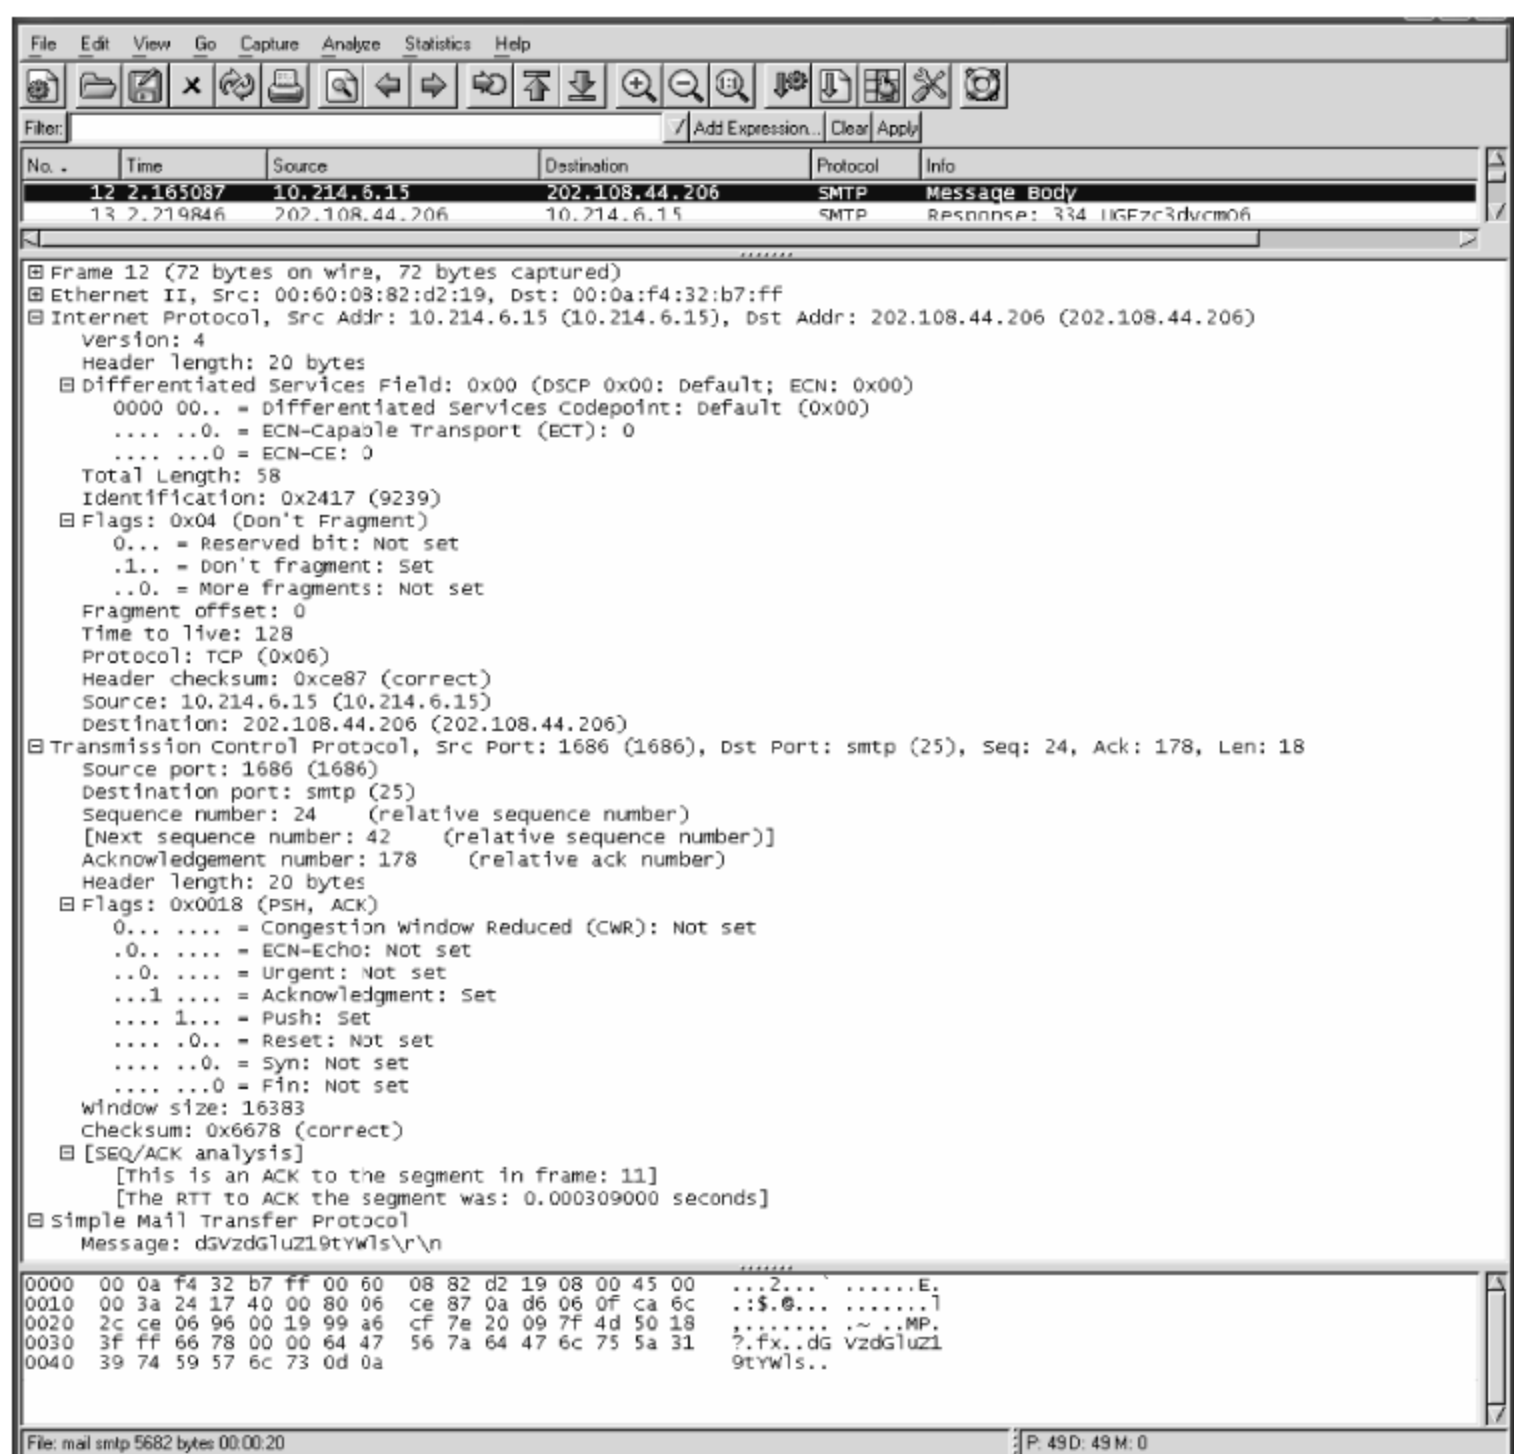 File Edit View Go Capture Analyze Statistics Help
Filter: Add Expression... Clear Apply
No. . Time Source Destination Protocol Info
12 2.165087 10.214.6.15 202.108.44.206 SMTP Message Body
13 2.219846 202.108.44.206 10.214.6.15 SMTP Response: 334 UGFzc3dvcmQ6
Frame 12 (72 bytes on wire, 72 bytes captured)
Ethernet II, Src: 00:60:08:82:d2:19, Dst: 00:0a:f4:32:b7:ff
Internet Protocol, Src Addr: 10.214.6.15 (10.214.6.15), Dst Addr: 202.108.44.206 (202.108.44.206)
Version: 4
Header length: 20 bytes
Differentiated Services Field: 0x00 (DSCP 0x00: Default; ECN: 0x00)
0000 00.. = Differentiated Services Codepoint: Default (0x00)
.... ..0. = ECN-Capable Transport (ECT): 0
.... ...0 = ECN-CE: 0
Total Length: 58
Identification: 0x2417 (9239)
Flags: 0x04 (Don't Fragment)
0... = Reserved bit: Not set
.1.. = Don't fragment: Set
..0. = More fragments: Not set
Fragment offset: 0
Time to live: 128
Protocol: TCP (0x06)
Header checksum: 0xce87 (correct)
Source: 10.214.6.15 (10.214.6.15)
Destination: 202.108.44.206 (202.108.44.206)
Transmission Control Protocol, Src Port: 1686 (1686), Dst Port: smtp (25), Seq: 24, Ack: 178, Len: 18
Source port: 1686 (1686)
Destination port: smtp (25)
Sequence number: 24 (relative sequence number)
[Next sequence number: 42 (relative sequence number)]
Acknowledgement number: 178 (relative ack number)
Header length: 20 bytes
Flags: 0x0018 (PSH, ACK)
0... .... = Congestion Window Reduced (CWR): Not set
.0.. .... = ECN-Echo: Not set
..0. .... = Urgent: Not set
...1 .... = Acknowledgment: Set
.... 1... = Push: Set
.... .0.. = Reset: Not set
.... ..0. = Syn: Not set
.... ...0 = Fin: Not set
Window size: 16383
Checksum: 0x6678 (correct)
[SEQ/ACK analysis]
[This is an ACK to the segment in frame: 11]
[The RTT to ACK the segment was: 0.000309000 seconds]
Simple Mail Transfer Protocol
Message: dGVzdGluZ19tYWls\r\n
0000 00 0a f4 32 b7 ff 00 60 08 82 d2 19 08 00 45 00 ...2...` ......E.
0010 00 3a 24 17 40 00 80 06 ce 87 0a d6 06 0f ca 6c .:$.@... .......l
0020 2c ce 06 96 00 19 99 a6 cf 7e 20 09 7f 4d 50 18 ,....... .~ ..MP.
0030 3f ff 66 78 00 00 64 47 56 7a 64 47 6c 75 5a 31 ?.fx..dG VzdGluZ1
0040 39 74 59 57 6c 73 0d 0a 9tYWls..
File: mail smtp 5682 bytes 00:00:20 P: 49 D: 49 M: 0